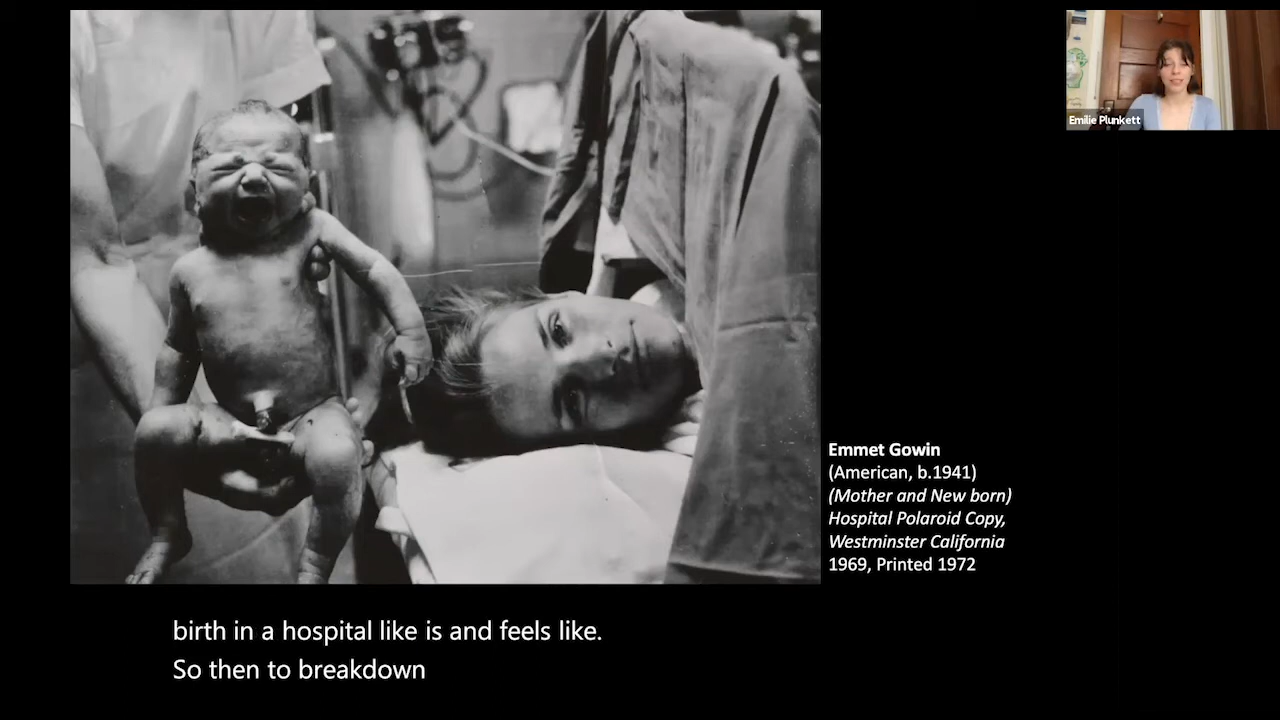 Emilie Plunkett
Emmet Gowin
(American, b.1941)
(Mother and New born)
Hospital Polaroid Copy,
Westminster California
1969, Printed 1972
birth in a hospital like is and feels like.
So then to breakdown